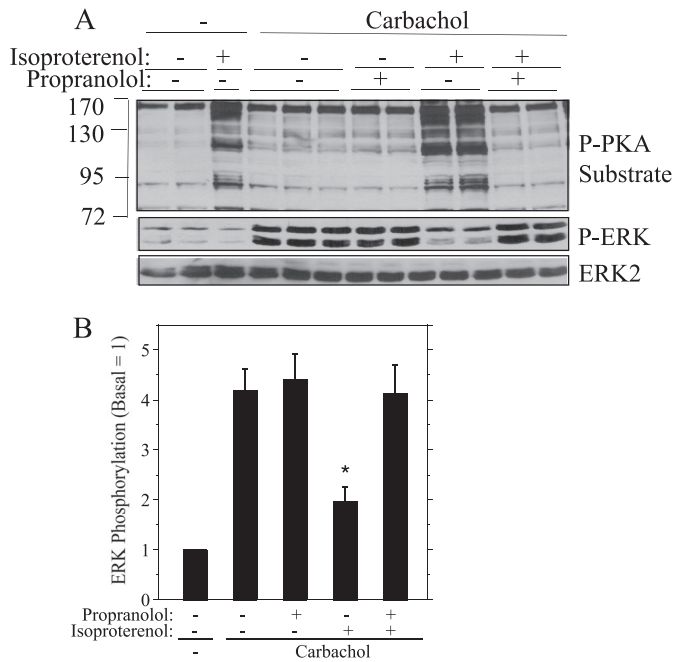 A
- Carbachol
Isoproterenol: - + - - + +
Propranolol: - - - + - +
170
130
95
72
P-PKA
Substrate
P-ERK
ERK2
B
ERK Phosphorylation (Basal = 1)
5
4
3
2
1
0
*
Propranolol: - - + - +
Isoproterenol: - - - + +
- Carbachol